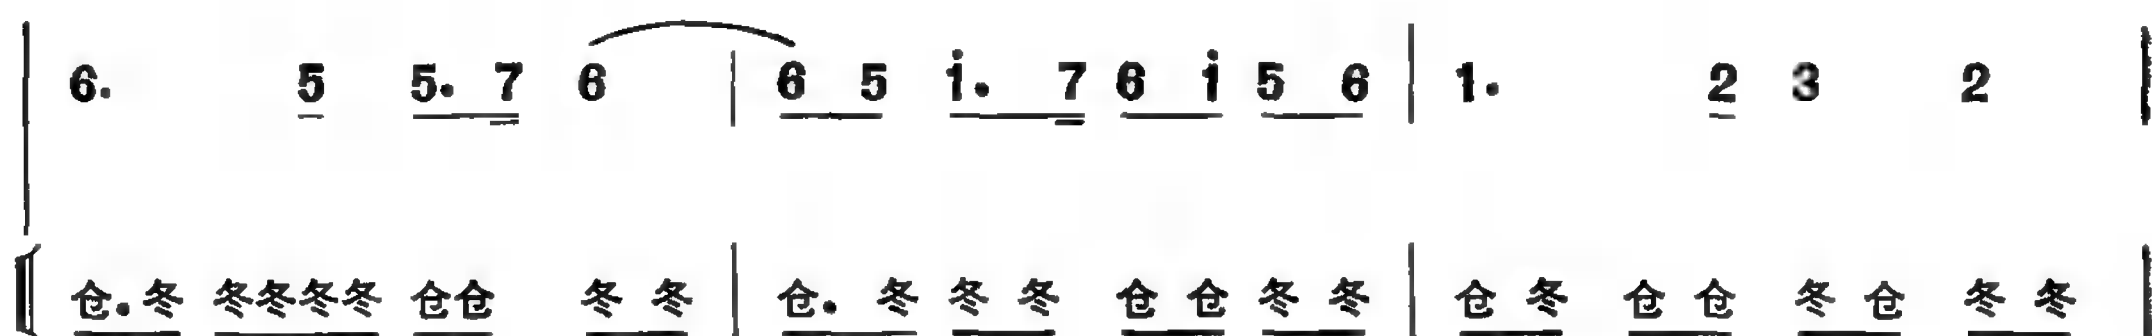 6. 5 5. 7 6 | 6 5 i. 7 6 i 5 6 | 1. 2 3 2 |
仓.冬 冬冬冬冬 仓仓 冬冬 | 仓. 冬 冬冬 仓仓 冬冬 | 仓冬 仓仓 冬仓 冬冬 |